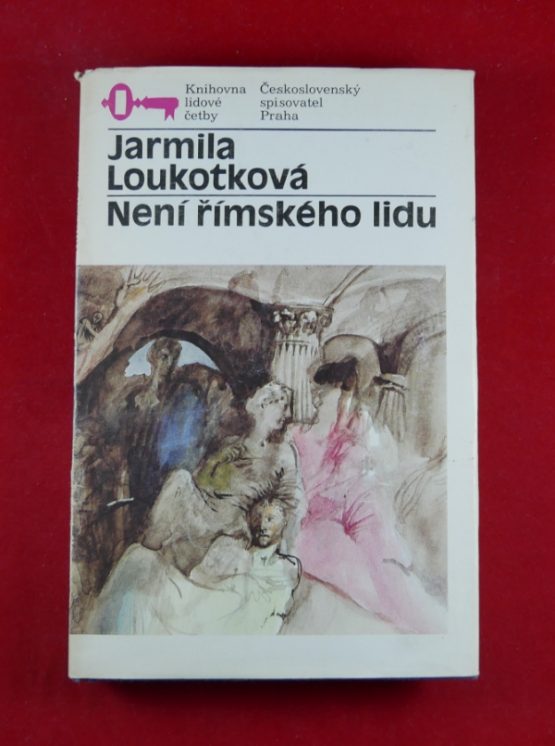 Knihovna
lidové
četby
Československý
spisovatel
Praha
Jarmila
Loukotková
Není římského lidu